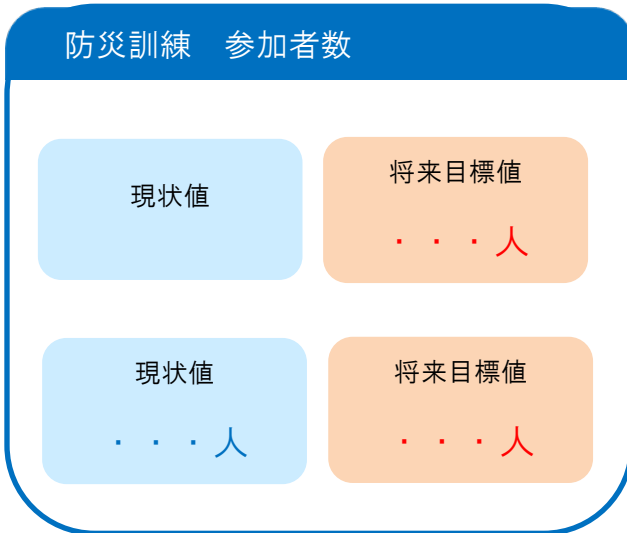 防災訓練　参加者数
現状値
将来目標値
・・・人
現状値
将来目標値
・・・人
・・・人